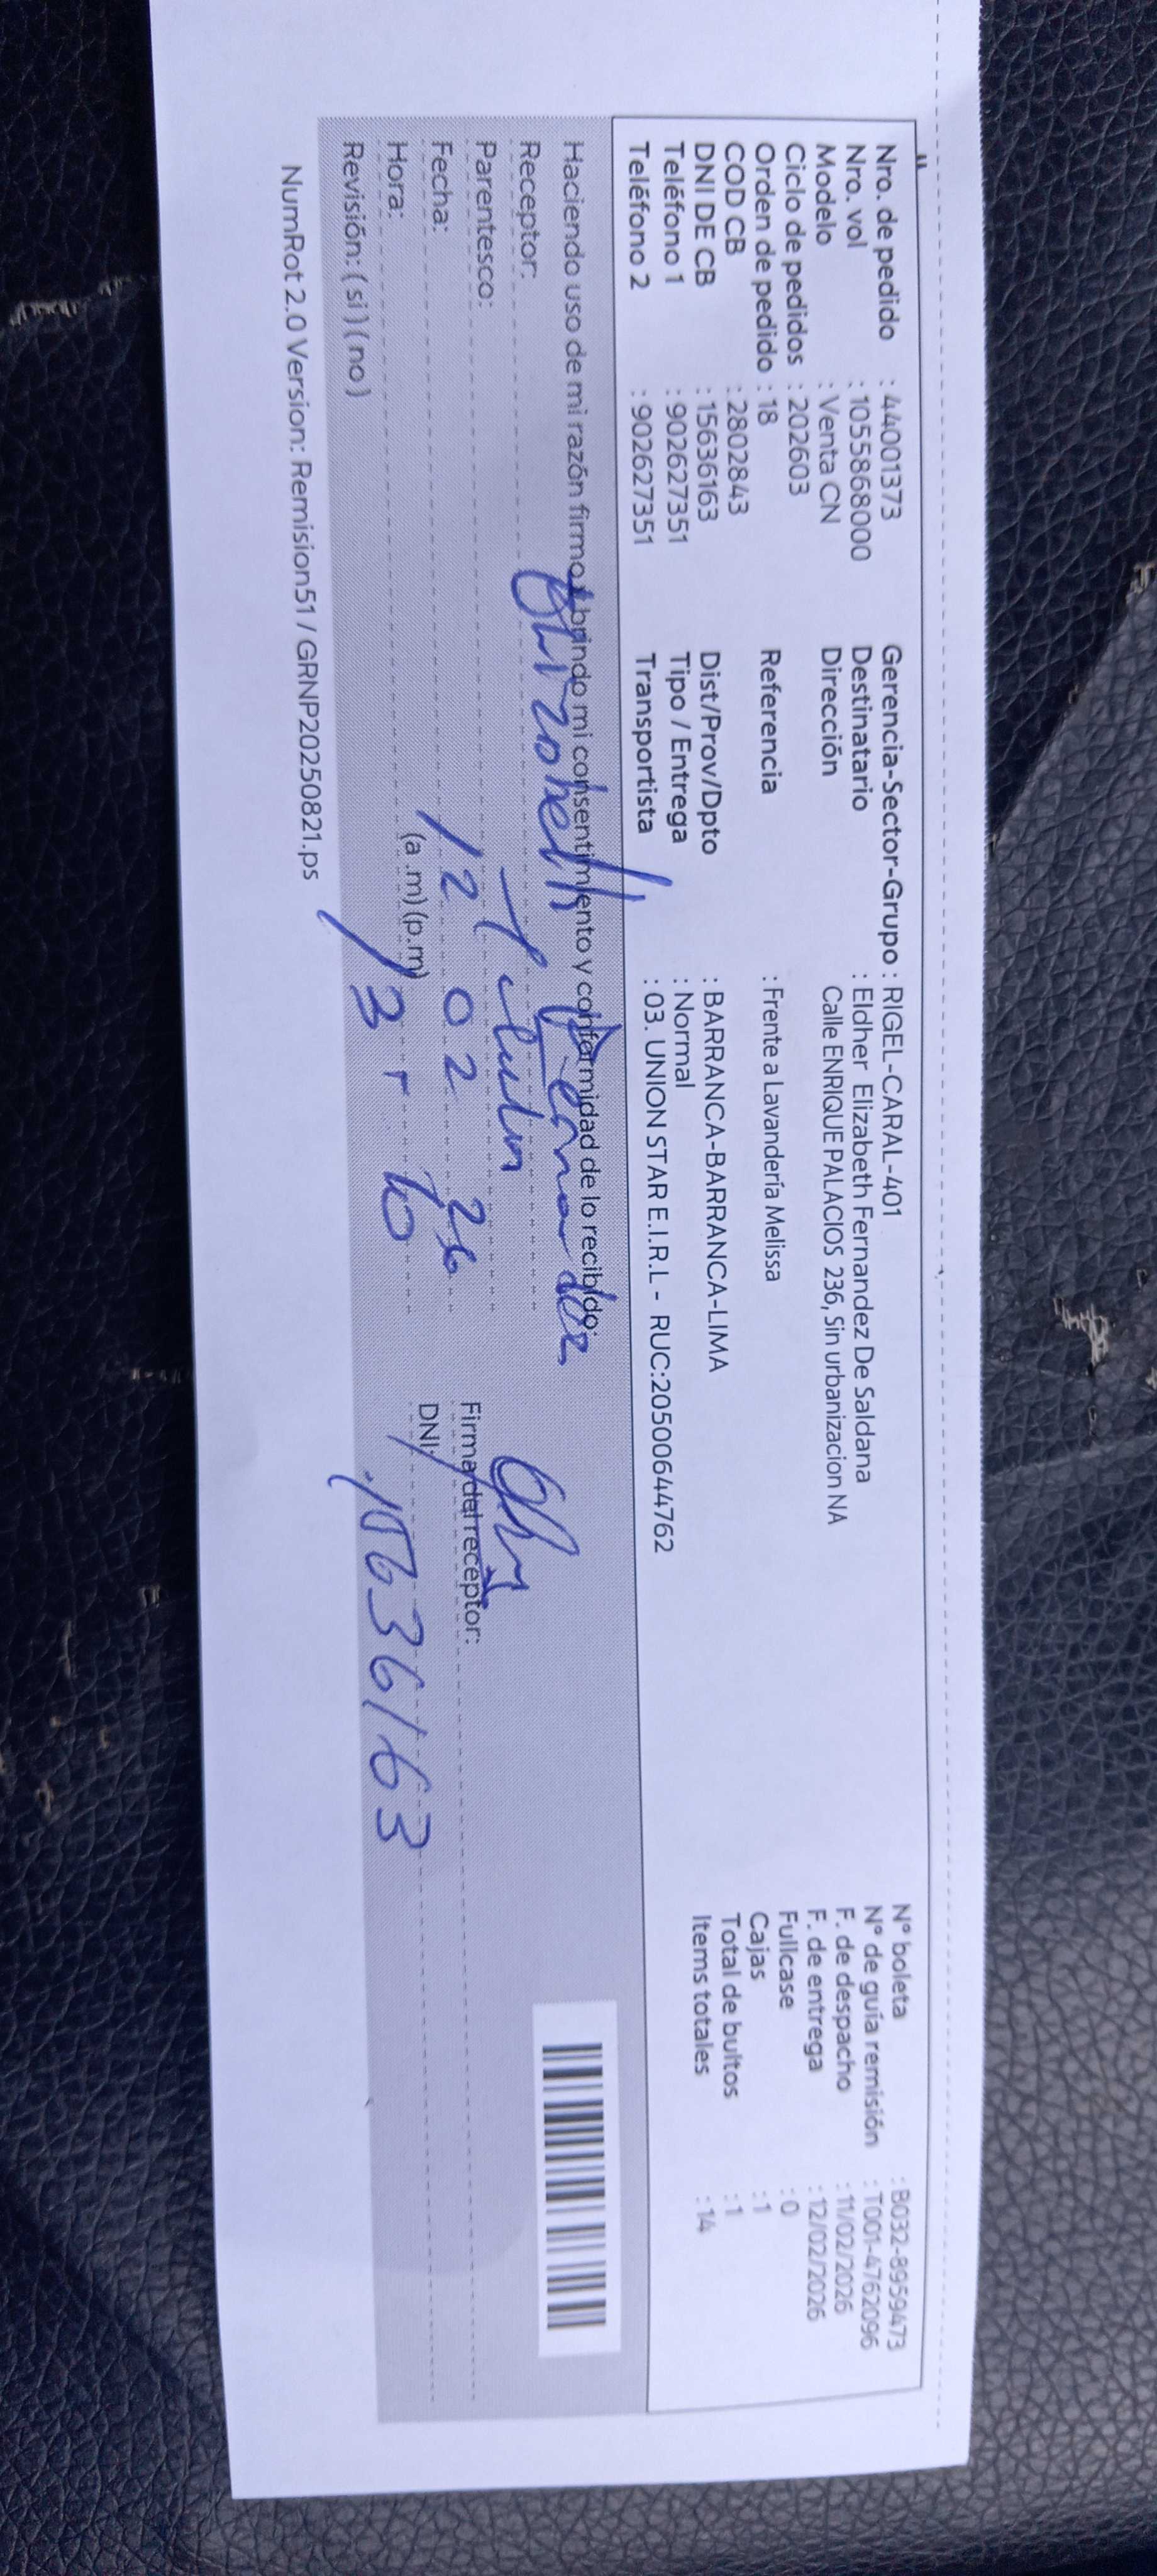 Nro. de pedido : 44001373
Nro. vol : 1055868000
Modelo : Venta CN
Ciclo de pedidos : 202603
Orden de pedido : 18
COD CB : 2802843
DNI DE CB : 15636163
Teléfono 1 : 902627351
Teléfono 2 : 902627351
Gerencia-Sector-Grupo : RIGEL-CARAL-401
Destinatario : Eldher Elizabeth Fernandez De Saldana
Dirección Calle ENRIQUE PALACIOS 236, Sin urbanizacion NA
Referencia : Frente a Lavandería Melissa
Dist/Prov/Dpto : BARRANCA-BARRANCA-LIMA
Tipo / Entrega : Normal
Transportista : 03. UNION STAR E.I.R.L - RUC:20500644762
N° boleta : B032-8959473
N° de guía remisión : T001-4762096
F. de despacho : 11/02/2026
F. de entrega : 12/02/2026
Fullcase : 0
Cajas : 1
Total de bultos : 1
Items totales : 14
Haciendo uso de mi razón firmo y brindo mi consentimiento y conformidad de lo recibido:
Receptor: Fernandez
Parentesco:
Fecha: 12 02 26
Hora: (a.m) (p.m)
Revisión: ( si ) ( no )
Firma del receptor:
DNI: 15636163
NumRot 2.0 Version: Remision51 / GRNP20250821.ps